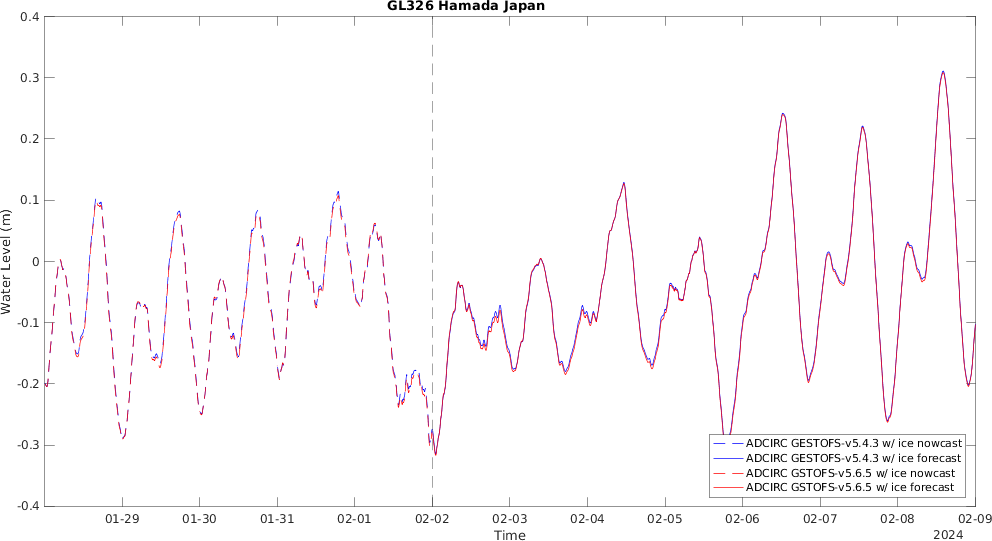 GL326 Hamada Japan
0.4
0.3
0.2
0.1
0
-0.1
-0.2
-0.3
-0.4
Water Level (m)
ADCIRC GESTOFS-v5.4.3 w/ ice nowcast
ADCIRC GESTOFS-v5.4.3 w/ ice forecast
ADCIRC GSTOFS-v5.6.5 w/ ice nowcast
ADCIRC GSTOFS-v5.6.5 w/ ice forecast
01-29 01-30 01-31 02-01 02-02 02-03 02-04 02-05 02-06 02-07 02-08 02-09
Time
2024